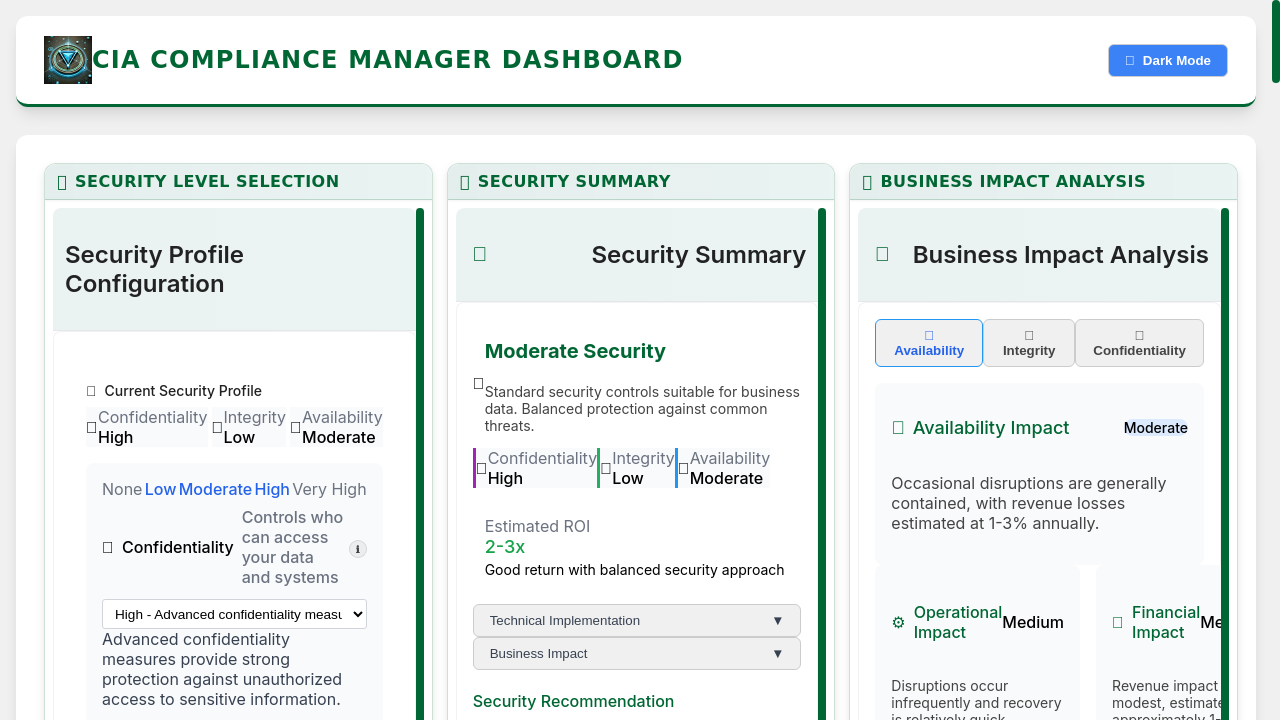 CIA COMPLIANCE MANAGER DASHBOARD
Dark Mode
SECURITY LEVEL SELECTION
Security Profile
Configuration
Current Security Profile
Confidentiality Integrity Availability
High Low Moderate
None Low Moderate High Very High
Confidentiality
Controls who
can access
your data
and systems
ℹ
High - Advanced confidentiality measu
Advanced confidentiality
measures provide strong
protection against unauthorized
access to sensitive information.
SECURITY SUMMARY
Security Summary
Moderate Security
Standard security controls suitable for business
data. Balanced protection against common
threats.
Confidentiality Integrity Availability
High Low Moderate
Estimated ROI
2-3x
Good return with balanced security approach
Technical Implementation ▼
Business Impact ▼
Security Recommendation
BUSINESS IMPACT ANALYSIS
Business Impact Analysis
Availability
Integrity
Confidentiality
Availability Impact
Moderate
Occasional disruptions are generally
contained, with revenue losses
estimated at 1-3% annually.
Operational
Impact
Medium
Disruptions occur
infrequently and recovery
is relatively quick
Financial
Impact
Me
Revenue impact
modest, estimate
approximately 1-